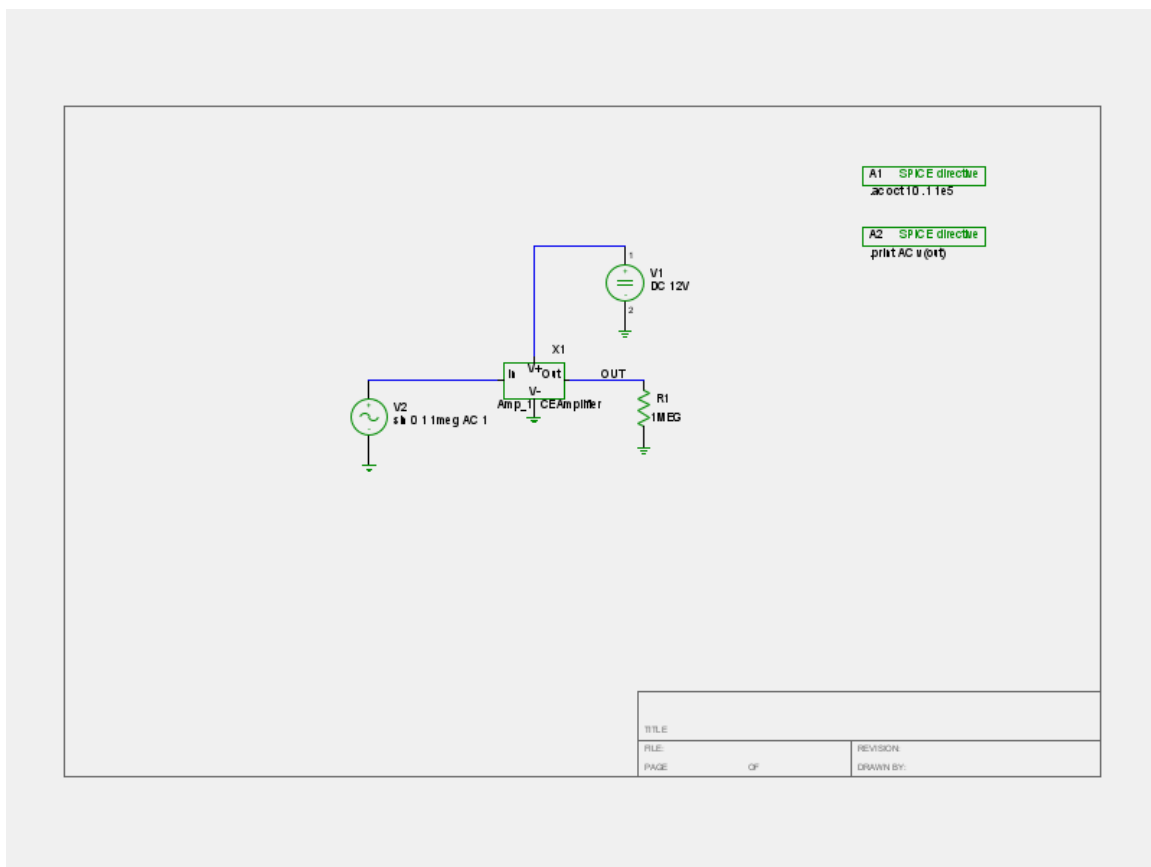 A1 SPICE directive
.ac oct 10 .1 1e5
A2 SPICE directive
.print AC v(out)
1
V1
DC 12V
2
X1
In V+ Out
V-
OUT
Amp_1 CEAmplifier
V2
sin 0 1 1meg AC 1
R1
1MEG
TITLE
FILE: REVISION:
PAGE OF DRAWN BY: